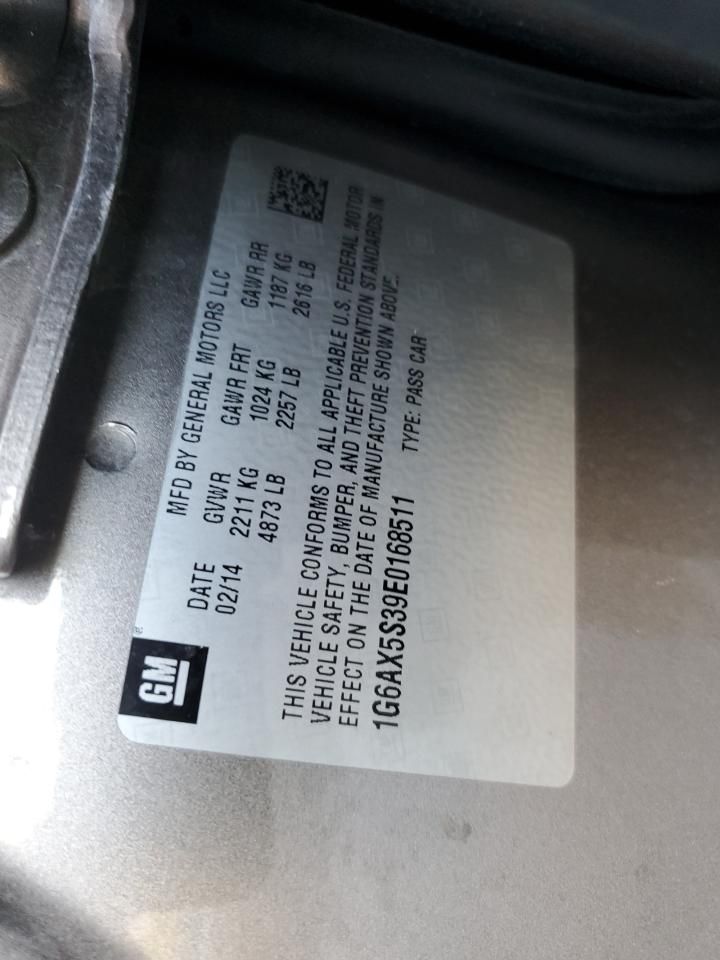 GM
MFD BY GENERAL MOTORS LLC
DATE GVWR GAWR FRT GAWR RR
02/14 2211 KG 1024 KG 1187 KG
4873 LB 2257 LB 2616 LB
THIS VEHICLE CONFORMS TO ALL APPLICABLE U.S. FEDERAL MOTOR
VEHICLE SAFETY, BUMPER, AND THEFT PREVENTION STANDARDS IN
EFFECT ON THE DATE OF MANUFACTURE SHOWN ABOVE.
1G6AX5S39E0168511 TYPE: PASS CAR